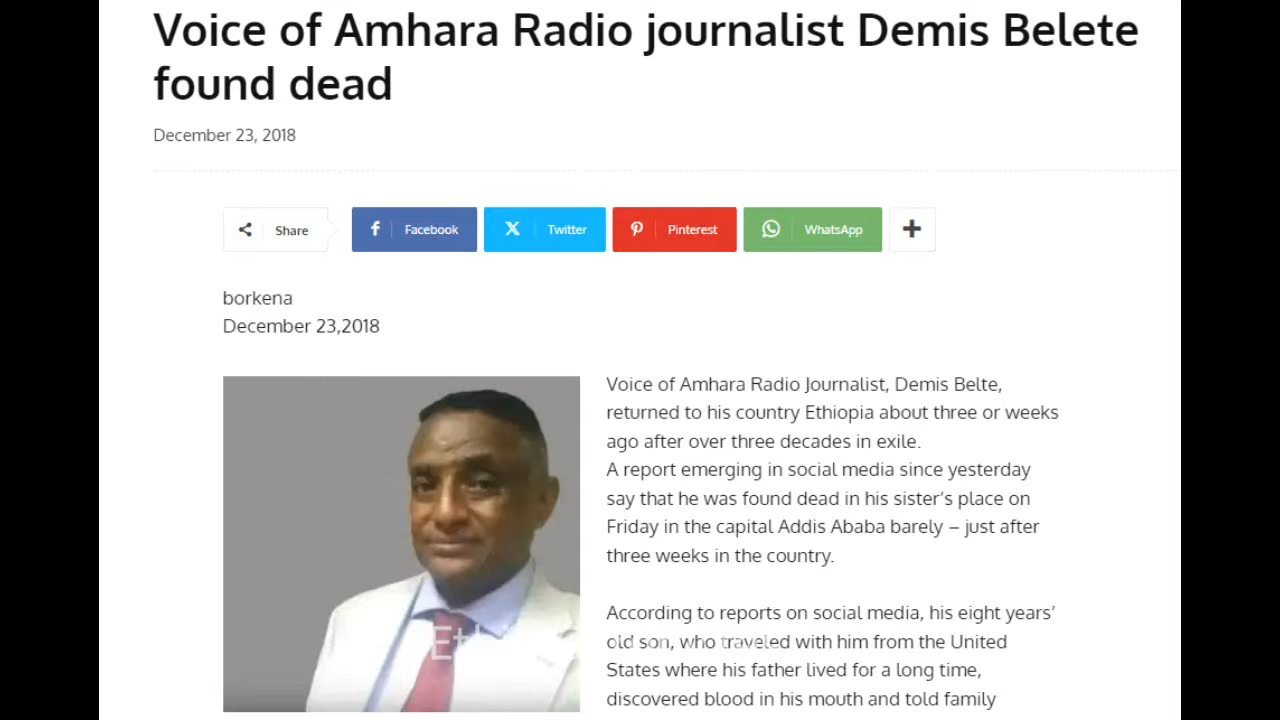 Voice of Amhara Radio journalist Demis Belete
found dead
December 23, 2018
Share
Facebook
Twitter
Pinterest
WhatsApp
borkena
December 23,2018
Voice of Amhara Radio Journalist, Demis Belte,
returned to his country Ethiopia about three or weeks
ago after over three decades in exile.
A report emerging in social media since yesterday
say that he was found dead in his sister’s place on
Friday in the capital Addis Ababa barely – just after
three weeks in the country.
According to reports on social media, his eight years’
old son, who traveled with him from the United
States where his father lived for a long time,
discovered blood in his mouth and told family